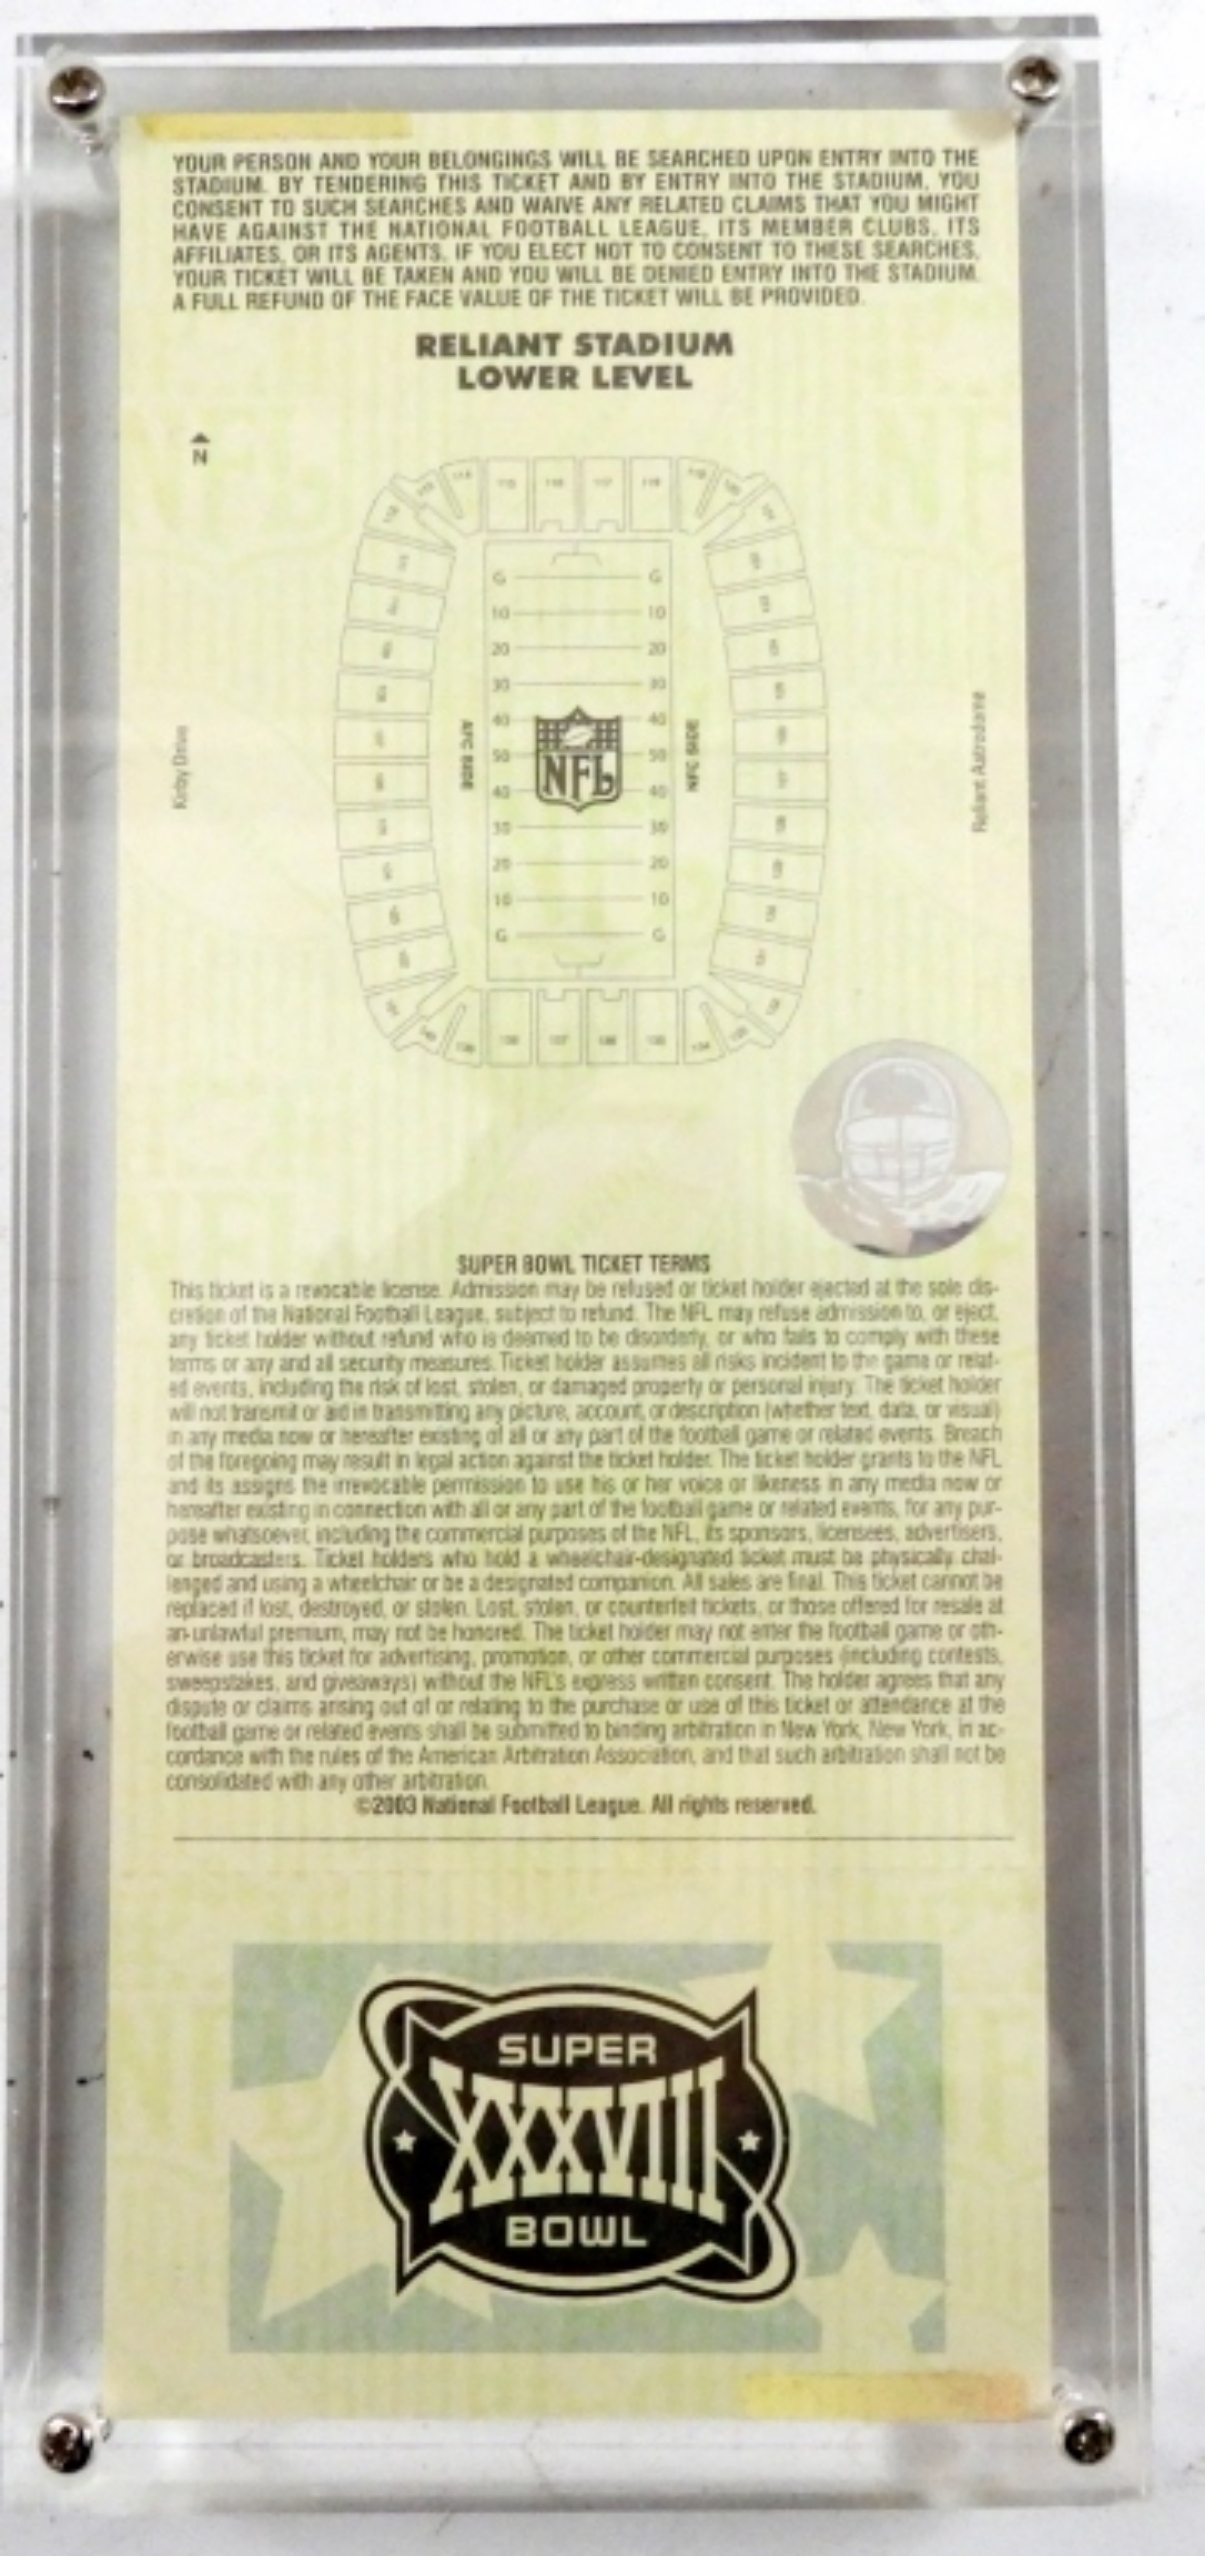 YOUR PERSON AND YOUR BELONGINGS WILL BE SEARCHED UPON ENTRY INTO THE
STADIUM. BY TENDERING THIS TICKET AND BY ENTRY INTO THE STADIUM, YOU
CONSENT TO SUCH SEARCHES AND WAIVE ANY RELATED CLAIMS THAT YOU MIGHT
HAVE AGAINST THE NATIONAL FOOTBALL LEAGUE, ITS MEMBER CLUBS, ITS
AFFILIATES, OR ITS AGENTS. IF YOU ELECT NOT TO CONSENT TO THESE SEARCHES,
YOUR TICKET WILL BE TAKEN AND YOU WILL BE DENIED ENTRY INTO THE STADIUM.
A FULL REFUND OF THE FACE VALUE OF THE TICKET WILL BE PROVIDED.
RELIANT STADIUM
LOWER LEVEL
N
G G
10 10
20 20
30 30
40 40
50 50
40 40
30 30
20 20
10 10
G G
Kirby Drive
AFC SIDE
NFL
NFC SIDE
Reliant Astrodome
SUPER BOWL TICKET TERMS
This ticket is a revocable license. Admission may be refused or ticket holder ejected at the sole dis-
cretion of the National Football League, subject to refund. The NFL may refuse admission to, or eject,
any ticket holder without refund who is deemed to be disorderly, or who fails to comply with these
terms or any and all security measures. Ticket holder assumes all risks incident to the game or relat-
ed events, including the risk of lost, stolen, or damaged property or personal injury. The ticket holder
will not transmit or aid in transmitting any picture, account, or description (whether text, data, or visual)
in any media now or hereafter existing of all or any part of the football game or related events. Breach
of the foregoing may result in legal action against the ticket holder. The ticket holder grants to the NFL
and its assigns the irrevocable permission to use his or her voice or likeness in any media now or
hereafter existing in connection with all or any part of the football game or related events, for any pur-
pose whatsoever, including the commercial purposes of the NFL, its sponsors, licensees, advertisers,
or broadcasters. Ticket holders who hold a wheelchair-designated ticket must be physically chal-
lenged and using a wheelchair or be a designated companion. All sales are final. This ticket cannot be
replaced if lost, destroyed, or stolen. Lost, stolen, or counterfeit tickets, or those offered for resale at
an unlawful premium, may not be honored. The ticket holder may not enter the football game or oth-
erwise use this ticket for advertising, promotion, or other commercial purposes (including contests,
sweepstakes, and giveaways) without the NFL's express written consent. The holder agrees that any
dispute or claims arising out of or relating to the purchase or use of this ticket or attendance at the
football game or related events shall be submitted to binding arbitration in New York, New York, in ac-
cordance with the rules of the American Arbitration Association, and that such arbitration shall not be
consolidated with any other arbitration.
©2003 National Football League. All rights reserved.
SUPER
XXXVIII
BOWL